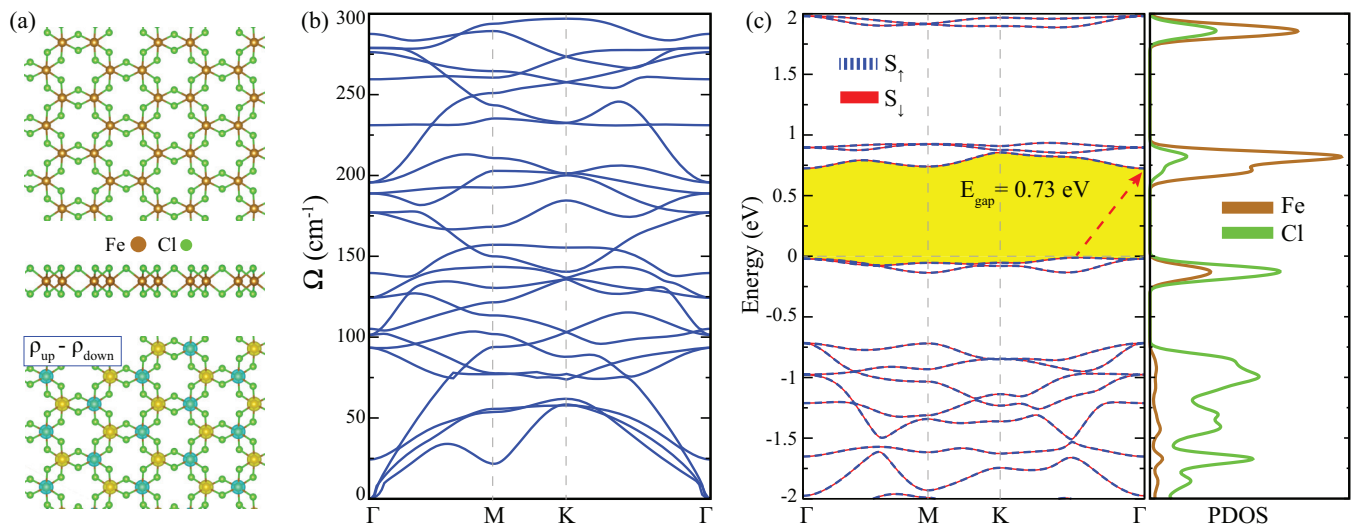 (a)
Fe Cl
ρup - ρdown
(b)
300
250
200
150
100
50
0
Ω (cm-1)
Γ M K Γ
(c)
2
1.5
1
0.5
0
-0.5
-1
-1.5
-2
Energy (eV)
S↑
S↓
Egap = 0.73 eV
Γ M K Γ
Fe
Cl
PDOS